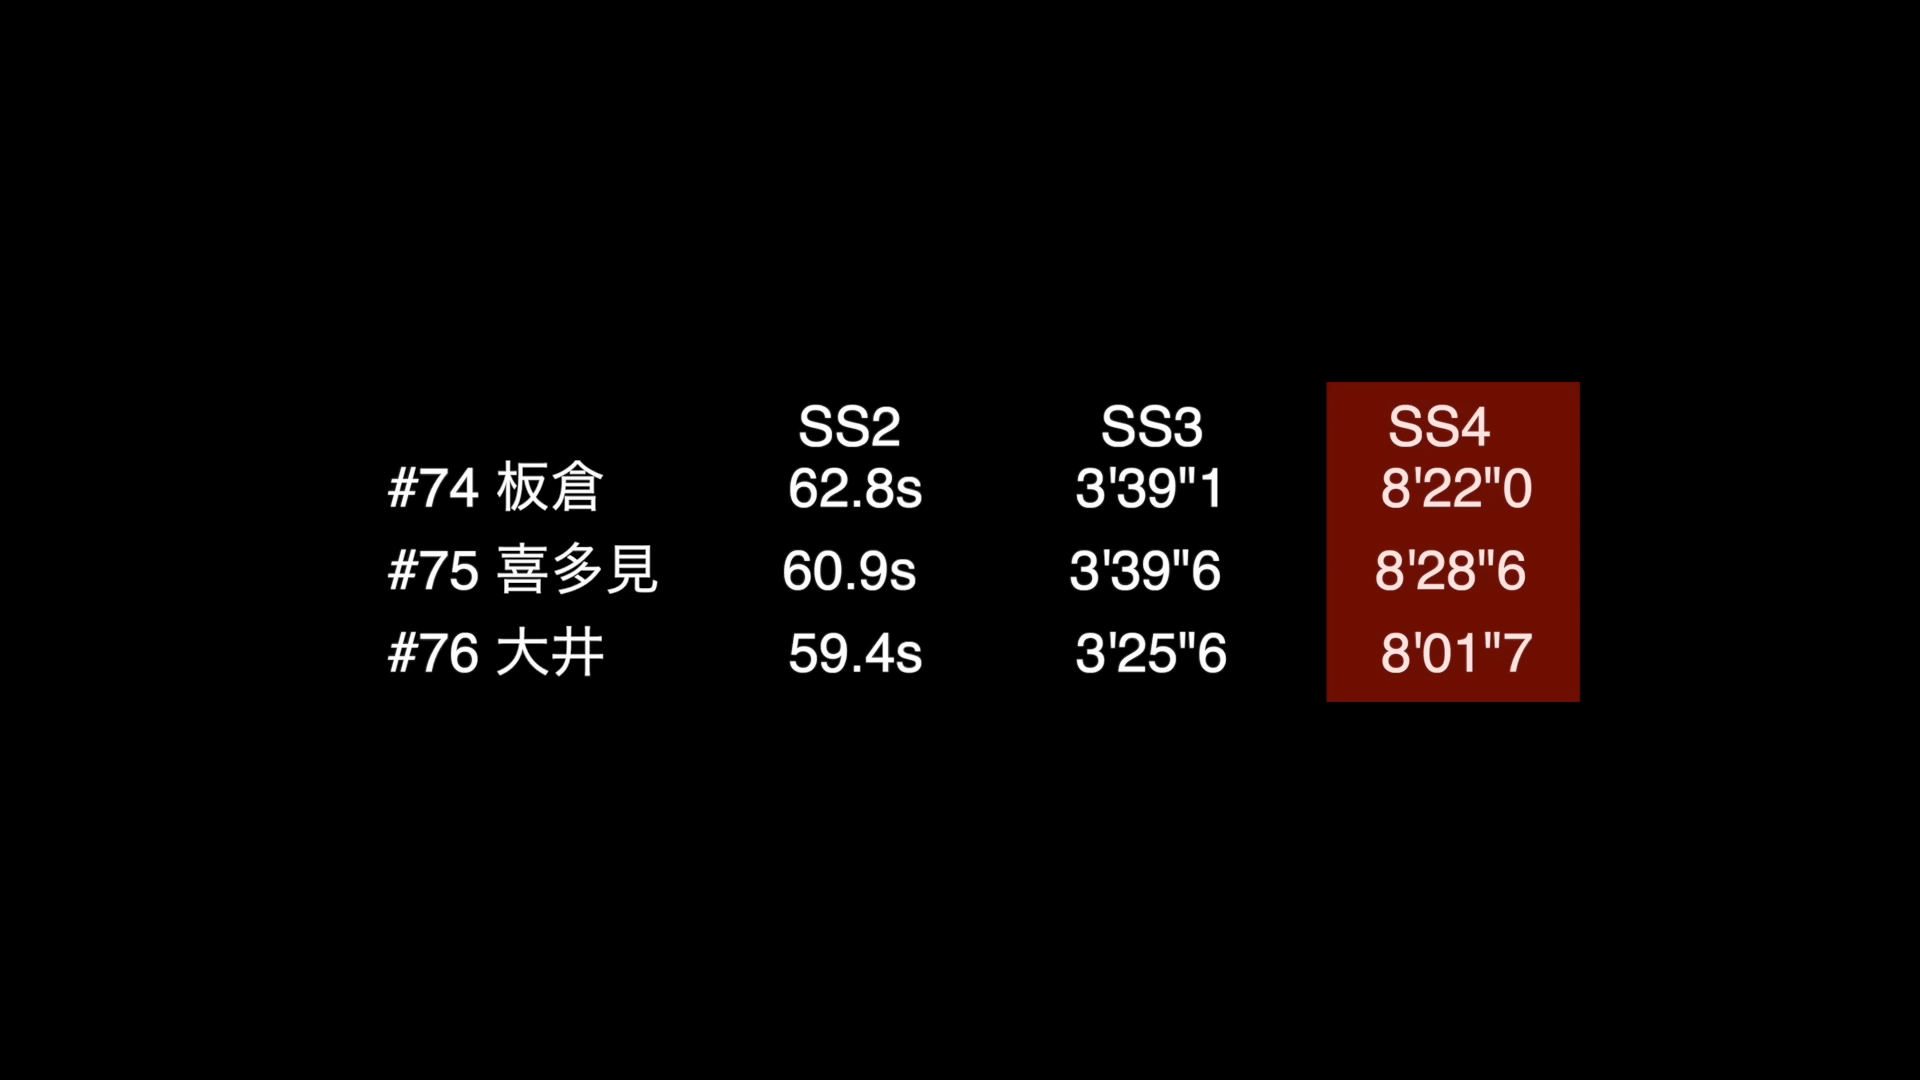 SS2 SS3 SS4
#74 板倉 62.8s 3'39"1 8'22"0
#75 喜多見 60.9s 3'39"6 8'28"6
#76 大井 59.4s 3'25"6 8'01"7